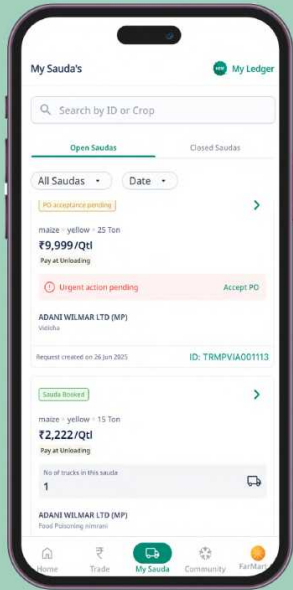 My Sauda's
My Ledger
Search by ID or Crop
Open Saudas
Closed Saudas
All Saudas
Date
PO acceptance pending
maize · yellow · 25 Ton
₹9,999/Qtl
Pay at Unloading
Urgent action pending
Accept PO
ADANI WILMAR LTD (MP)
Vidisha
Request created on 26 Jun 2025
ID: TRMPVIA001113
Sauda Booked
maize · yellow · 15 Ton
₹2,222/Qtl
Pay at Unloading
No of trucks in this sauda
1
ADANI WILMAR LTD (MP)
Food Poisoning nimrani
Home
Trade
My Sauda
Community
FarMart